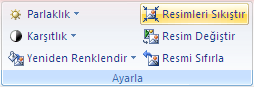 Parlaklık
Karşıtlık
Yeniden Renklendir
Resimleri Sıkıştır
Resim Değiştir
Resmi Sıfırla
Ayarla